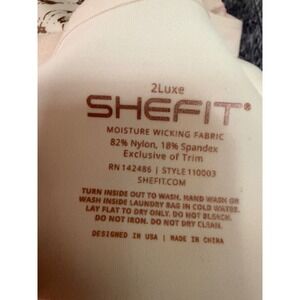 2Luxe
SHEFIT®
MOISTURE WICKING FABRIC
82% Nylon, 18% Spandex
Exclusive of Trim
RN 142486 | STYLE 110003
SHEFIT.COM
TURN INSIDE OUT TO WASH. HAND WASH OR
WASH INSIDE LAUNDRY BAG IN COLD WATER.
LAY FLAT TO DRY ONLY. DO NOT BLEACH.
DO NOT IRON. DO NOT DRY CLEAN.
DESIGNED IN USA | MADE IN CHINA